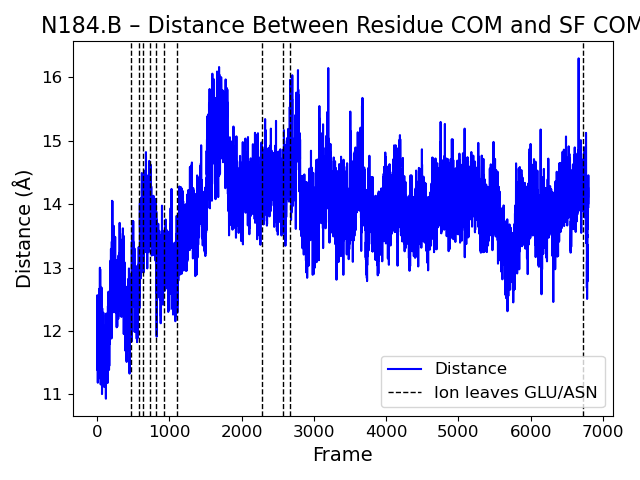 N184.B – Distance Between Residue COM and SF COM
16
15
14
13
12
11
Distance (Å)
Distance
Ion leaves GLU/ASN
0 1000 2000 3000 4000 5000 6000 7000
Frame